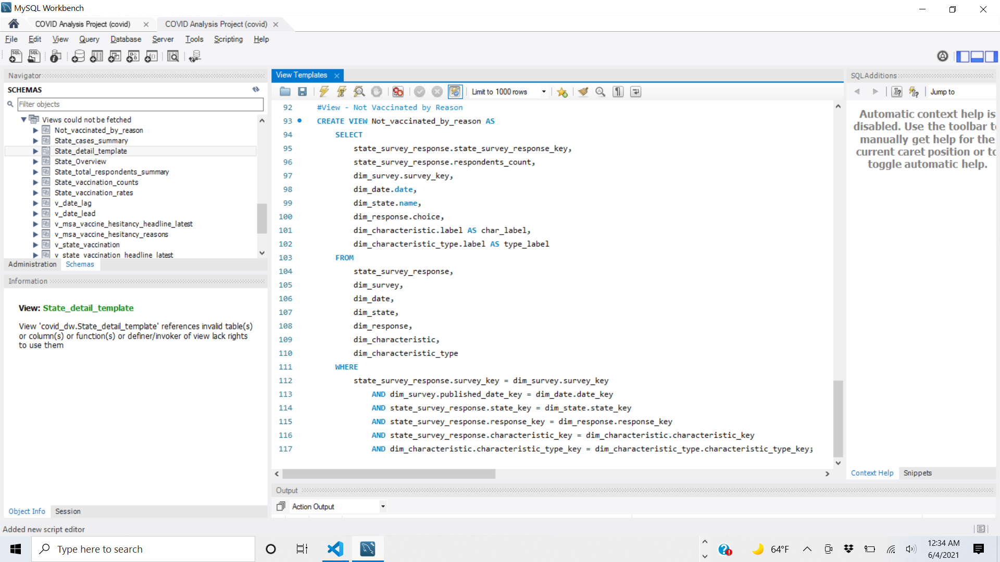 MySQL Workbench
COVID Analysis Project (covid)
COVID Analysis Project (covid)
File Edit View Query Database Server Tools Scripting Help
Navigator
SCHEMAS
Filter objects
Views could not be fetched
Not_vaccinated_by_reason
State_cases_summary
State_detail_template
State_Overview
State_total_respondents_summary
State_vaccination_counts
State_vaccination_rates
v_date_lag
v_date_lead
v_msa_vaccine_hesitancy_headline_latest
v_msa_vaccine_hesitancy_reasons
v_state_vaccination
v_state_vaccination_headline_latest
Administration Schemas
Information
View: State_detail_template
View 'covid_dw.State_detail_template' references invalid table(s)
or column(s) or function(s) or definer/invoker of view lack rights
to use them
Object Info Session
Added new script editor
View Templates
Limit to 1000 rows
92 #View - Not Vaccinated by Reason
93 CREATE VIEW Not_vaccinated_by_reason AS
94 SELECT
95 state_survey_response.state_survey_response_key,
96 state_survey_response.respondents_count,
97 dim_survey.survey_key,
98 dim_date.date,
99 dim_state.name,
100 dim_response.choice,
101 dim_characteristic.label AS char_label,
102 dim_characteristic_type.label AS type_label
103 FROM
104 state_survey_response,
105 dim_survey,
106 dim_date,
107 dim_state,
108 dim_response,
109 dim_characteristic,
110 dim_characteristic_type
111 WHERE
112 state_survey_response.survey_key = dim_survey.survey_key
113 AND dim_survey.published_date_key = dim_date.date_key
114 AND state_survey_response.state_key = dim_state.state_key
115 AND state_survey_response.response_key = dim_response.response_key
116 AND state_survey_response.characteristic_key = dim_characteristic.characteristic_key
117 AND dim_characteristic.characteristic_type_key = dim_characteristic_type.characteristic_type_key;
Output
Action Output
SQLAdditions
Jump to
Automatic context help is
disabled. Use the toolbar to
manually get help for the
current caret position or to
toggle automatic help.
Context Help Snippets
Type here to search
64°F
12:34 AM
6/4/2021